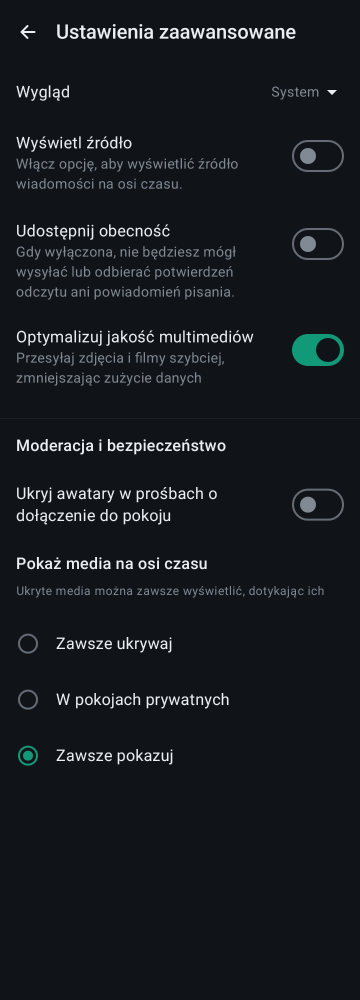 Ustawienia zaawansowane
Wygląd
System
Wyświetl źródło
Włącz opcję, aby wyświetlić źródło
wiadomości na osi czasu.
Udostępnij obecność
Gdy wyłączona, nie będziesz mógł
wysyłać lub odbierać potwierdzeń
odczytu ani powiadomień pisania.
Optymalizuj jakość multimediów
Przesyłaj zdjęcia i filmy szybciej,
zmniejszając zużycie danych
Moderacja i bezpieczeństwo
Ukryj awatary w prośbach o
dołączenie do pokoju
Pokaż media na osi czasu
Ukryte media można zawsze wyświetlić, dotykając ich
Zawsze ukrywaj
W pokojach prywatnych
Zawsze pokazuj